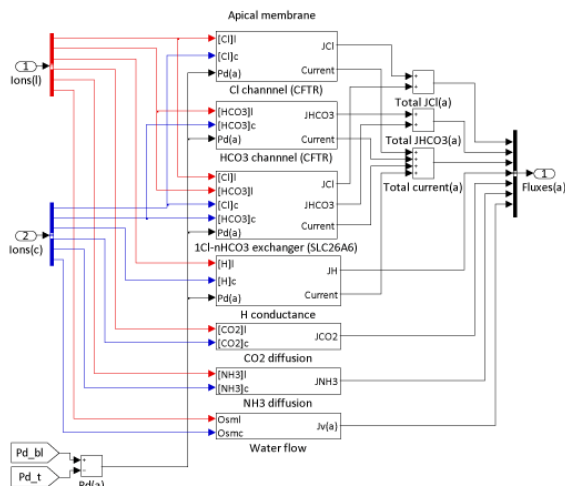 Apical membrane
1
Ions(l)
2
Ions(c)
[Cl]l
[Cl]c
Pd(a)
JCl
Current
Cl channnel (CFTR)
[HCO3]l
[HCO3]c
Pd(a)
JHCO3
Current
HCO3 channnel (CFTR)
[Cl]l
[HCO3]l
[Cl]c
[HCO3]c
Pd(a)
JCl
JHCO3
Current
1Cl-nHCO3 exchanger (SLC26A6)
[H]l
[H]c
Pd(a)
JH
Current
H conductance
[CO2]l
[CO2]c
JCO2
CO2 diffusion
[NH3]l
[NH3]c
JNH3
NH3 diffusion
Osml
Osmc
Jv(a)
Water flow
Total JCl(a)
Total JHCO3(a)
Total current(a)
1
Fluxes(a)
Pd_bl
Pd_t
Pd(a)